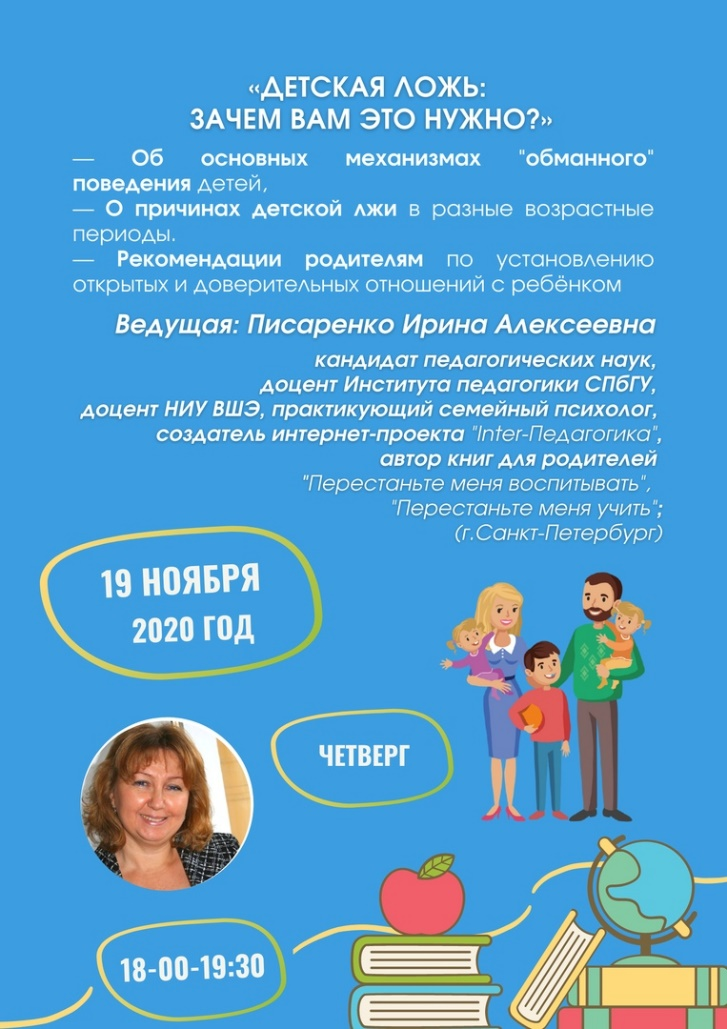 «ДЕТСКАЯ ЛОЖЬ:
ЗАЧЕМ ВАМ ЭТО НУЖНО?»
— Об основных механизмах "обманного"
поведения детей,
— О причинах детской лжи в разные возрастные
периоды.
— Рекомендации родителям по установлению
открытых и доверительных отношений с ребёнком
Ведущая: Писаренко Ирина Алексеевна
кандидат педагогических наук,
доцент Института педагогики СПбГУ,
доцент НИУ ВШЭ, практикующий семейный психолог,
создатель интернет-проекта "Inter-Педагогика",
автор книг для родителей
"Перестаньте меня воспитывать",
"Перестаньте меня учить";
(г.Санкт-Петербург)
19 НОЯБРЯ
2020 ГОД
ЧЕТВЕРГ
18-00-19:30